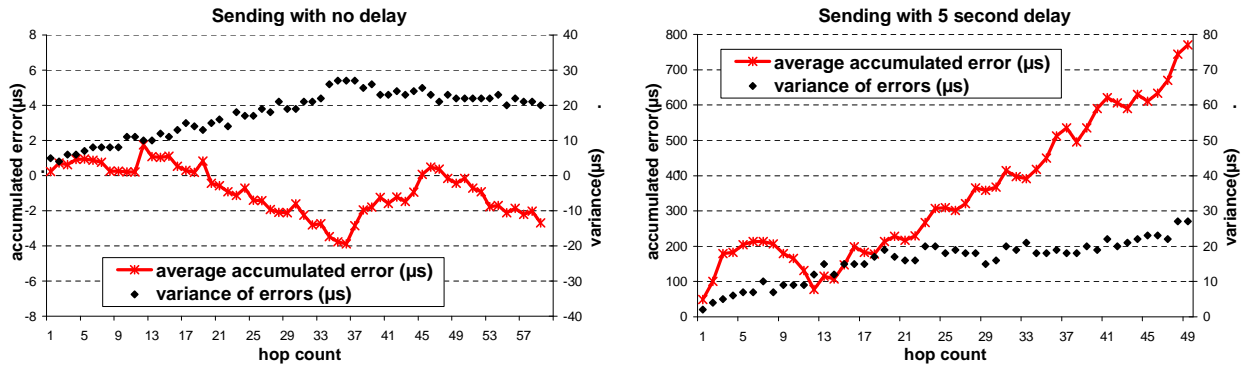 Sending with no delay
accumulated error(µs)
8
6
4
2
0
-2
-4
-6
-8
40
30
20
10
0
-10
-20
-30
-40
variance(µs)
.
average accumulated error (µs)
variance of errors (µs)
1 5 9 13 17 21 25 29 33 37 41 45 49 53 57
hop count
Sending with 5 second delay
accumulated error(µs)
800
700
600
500
400
300
200
100
0
80
70
60
50
40
30
20
10
0
variance(µs)
.
average accumulated error (µs)
variance of errors (µs)
1 5 9 13 17 21 25 29 33 37 41 45 49
hop count